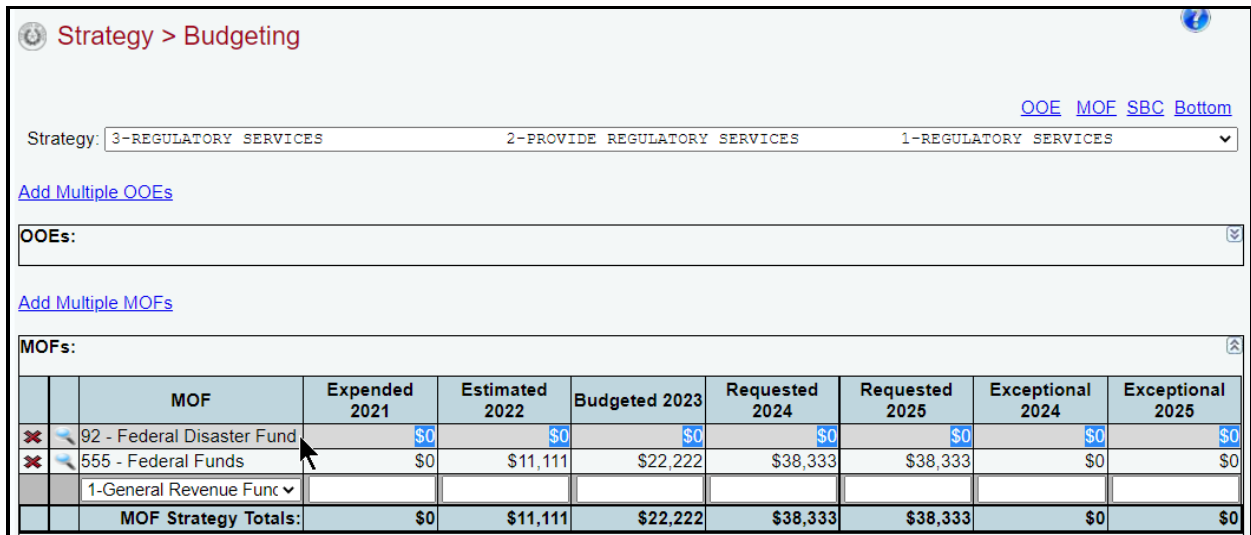 Strategy > Budgeting
?
OOE MOF SBC Bottom
Strategy: 3-REGULATORY SERVICES 2-PROVIDE REGULATORY SERVICES 1-REGULATORY SERVICES
Add Multiple OOEs
OOEs:
Add Multiple MOFs
MOFs:
MOF Expended 2021 Estimated 2022 Budgeted 2023 Requested 2024 Requested 2025 Exceptional 2024 Exceptional 2025
92 - Federal Disaster Fund $0 $0 $0 $0 $0 $0 $0
555 - Federal Funds $0 $11,111 $22,222 $38,333 $38,333 $0 $0
1-General Revenue Func
MOF Strategy Totals: $0 $11,111 $22,222 $38,333 $38,333 $0 $0